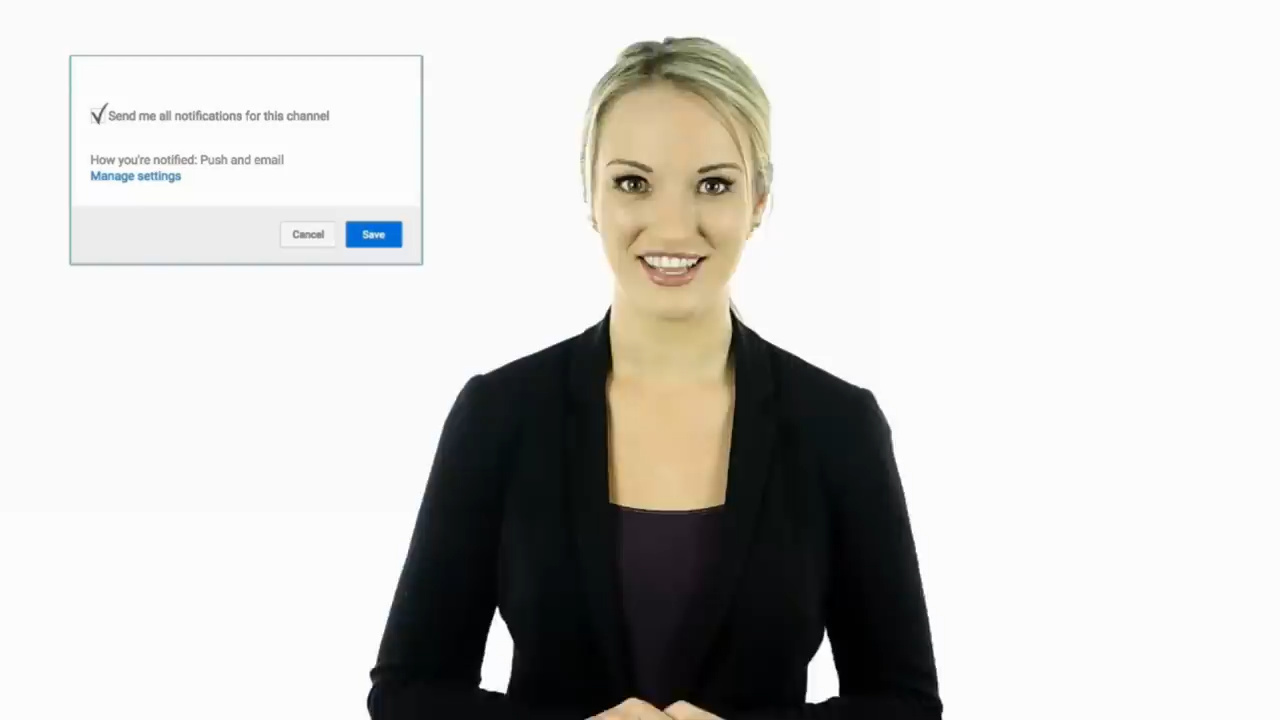 Send me all notifications for this channel
How you're notified: Push and email
Manage settings
Cancel
Save